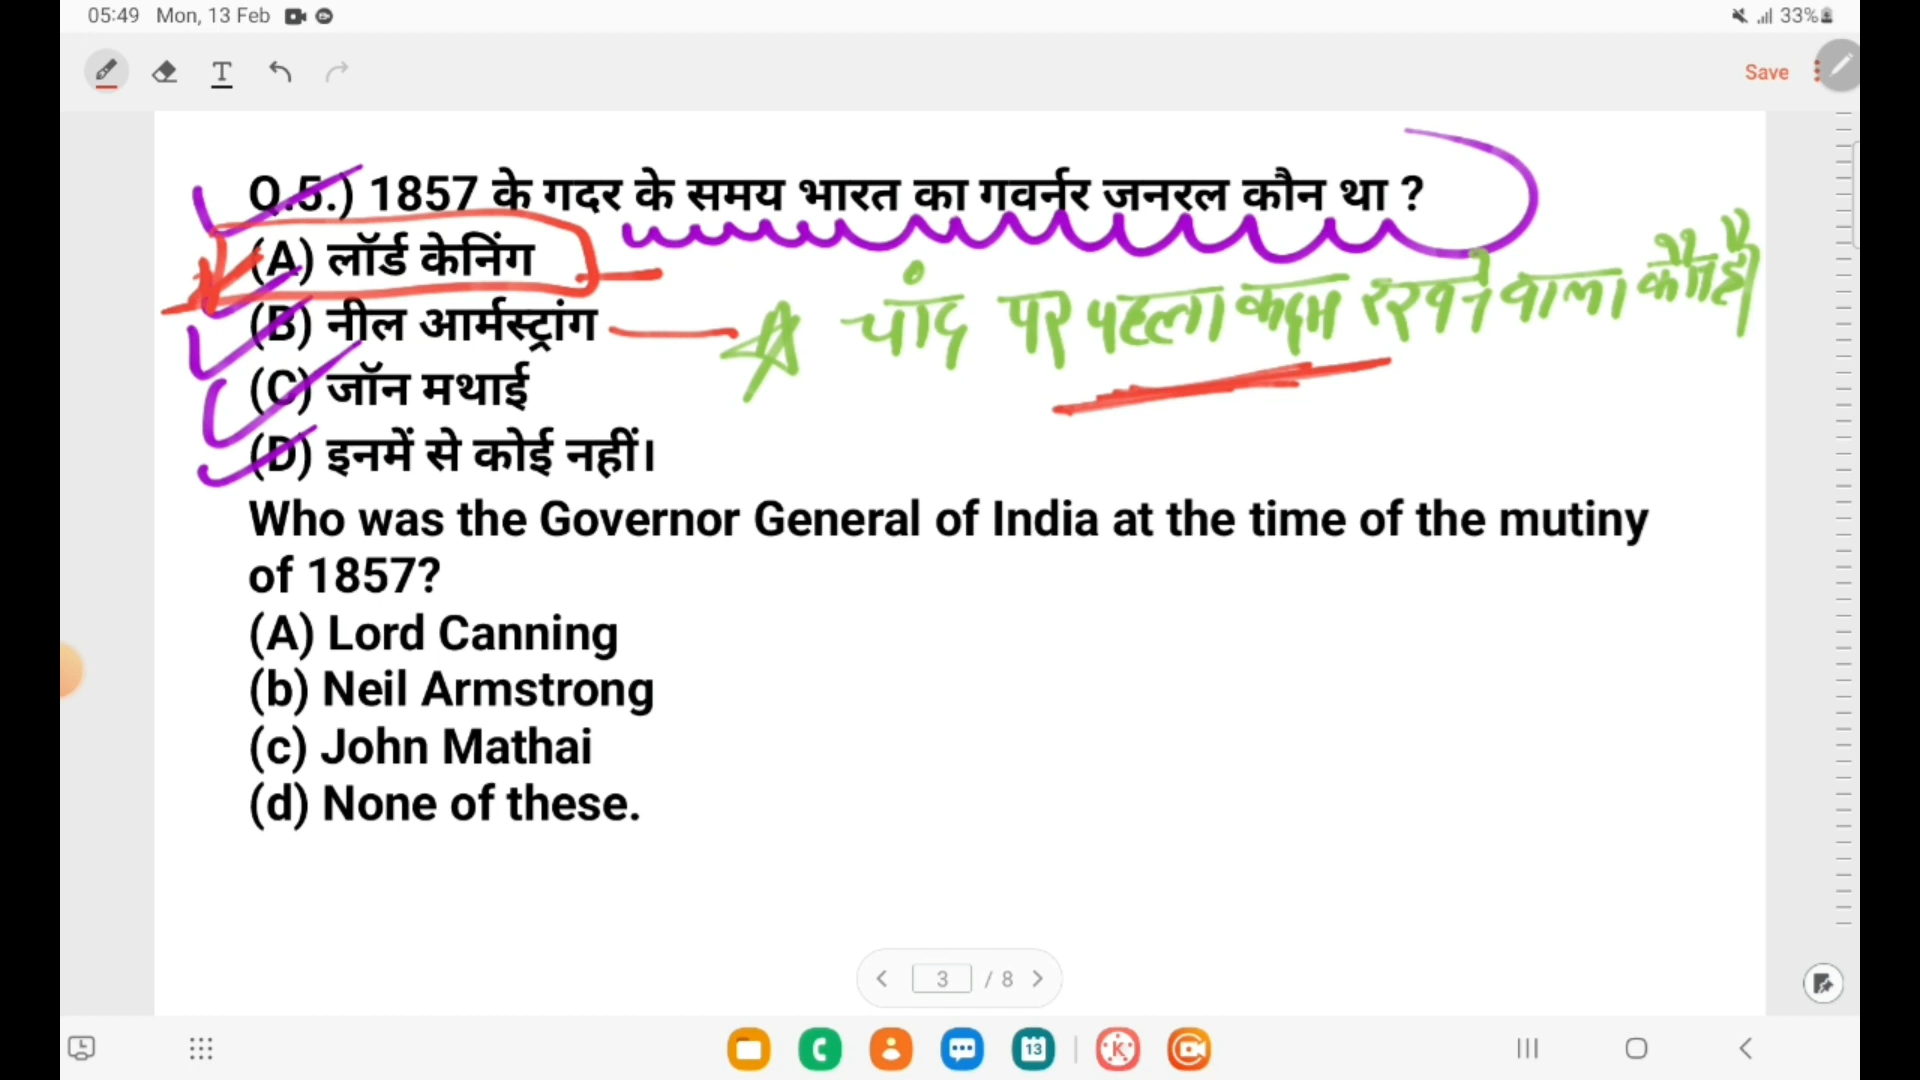 05:49 Mon, 13 Feb
33%
T
Save
Q.5.) 1857 के गदर के समय भारत का गवर्नर जनरल कौन था ?
(A) लॉर्ड केनिंग
(B) नील आर्मस्ट्रांग
चांद पर पहला कदम रखने वाला कौन है
(C) जॉन मथाई
(D) इनमें से कोई नहीं।
Who was the Governor General of India at the time of the mutiny
of 1857?
(A) Lord Canning
(b) Neil Armstrong
(c) John Mathai
(d) None of these.
3 / 8
13
K